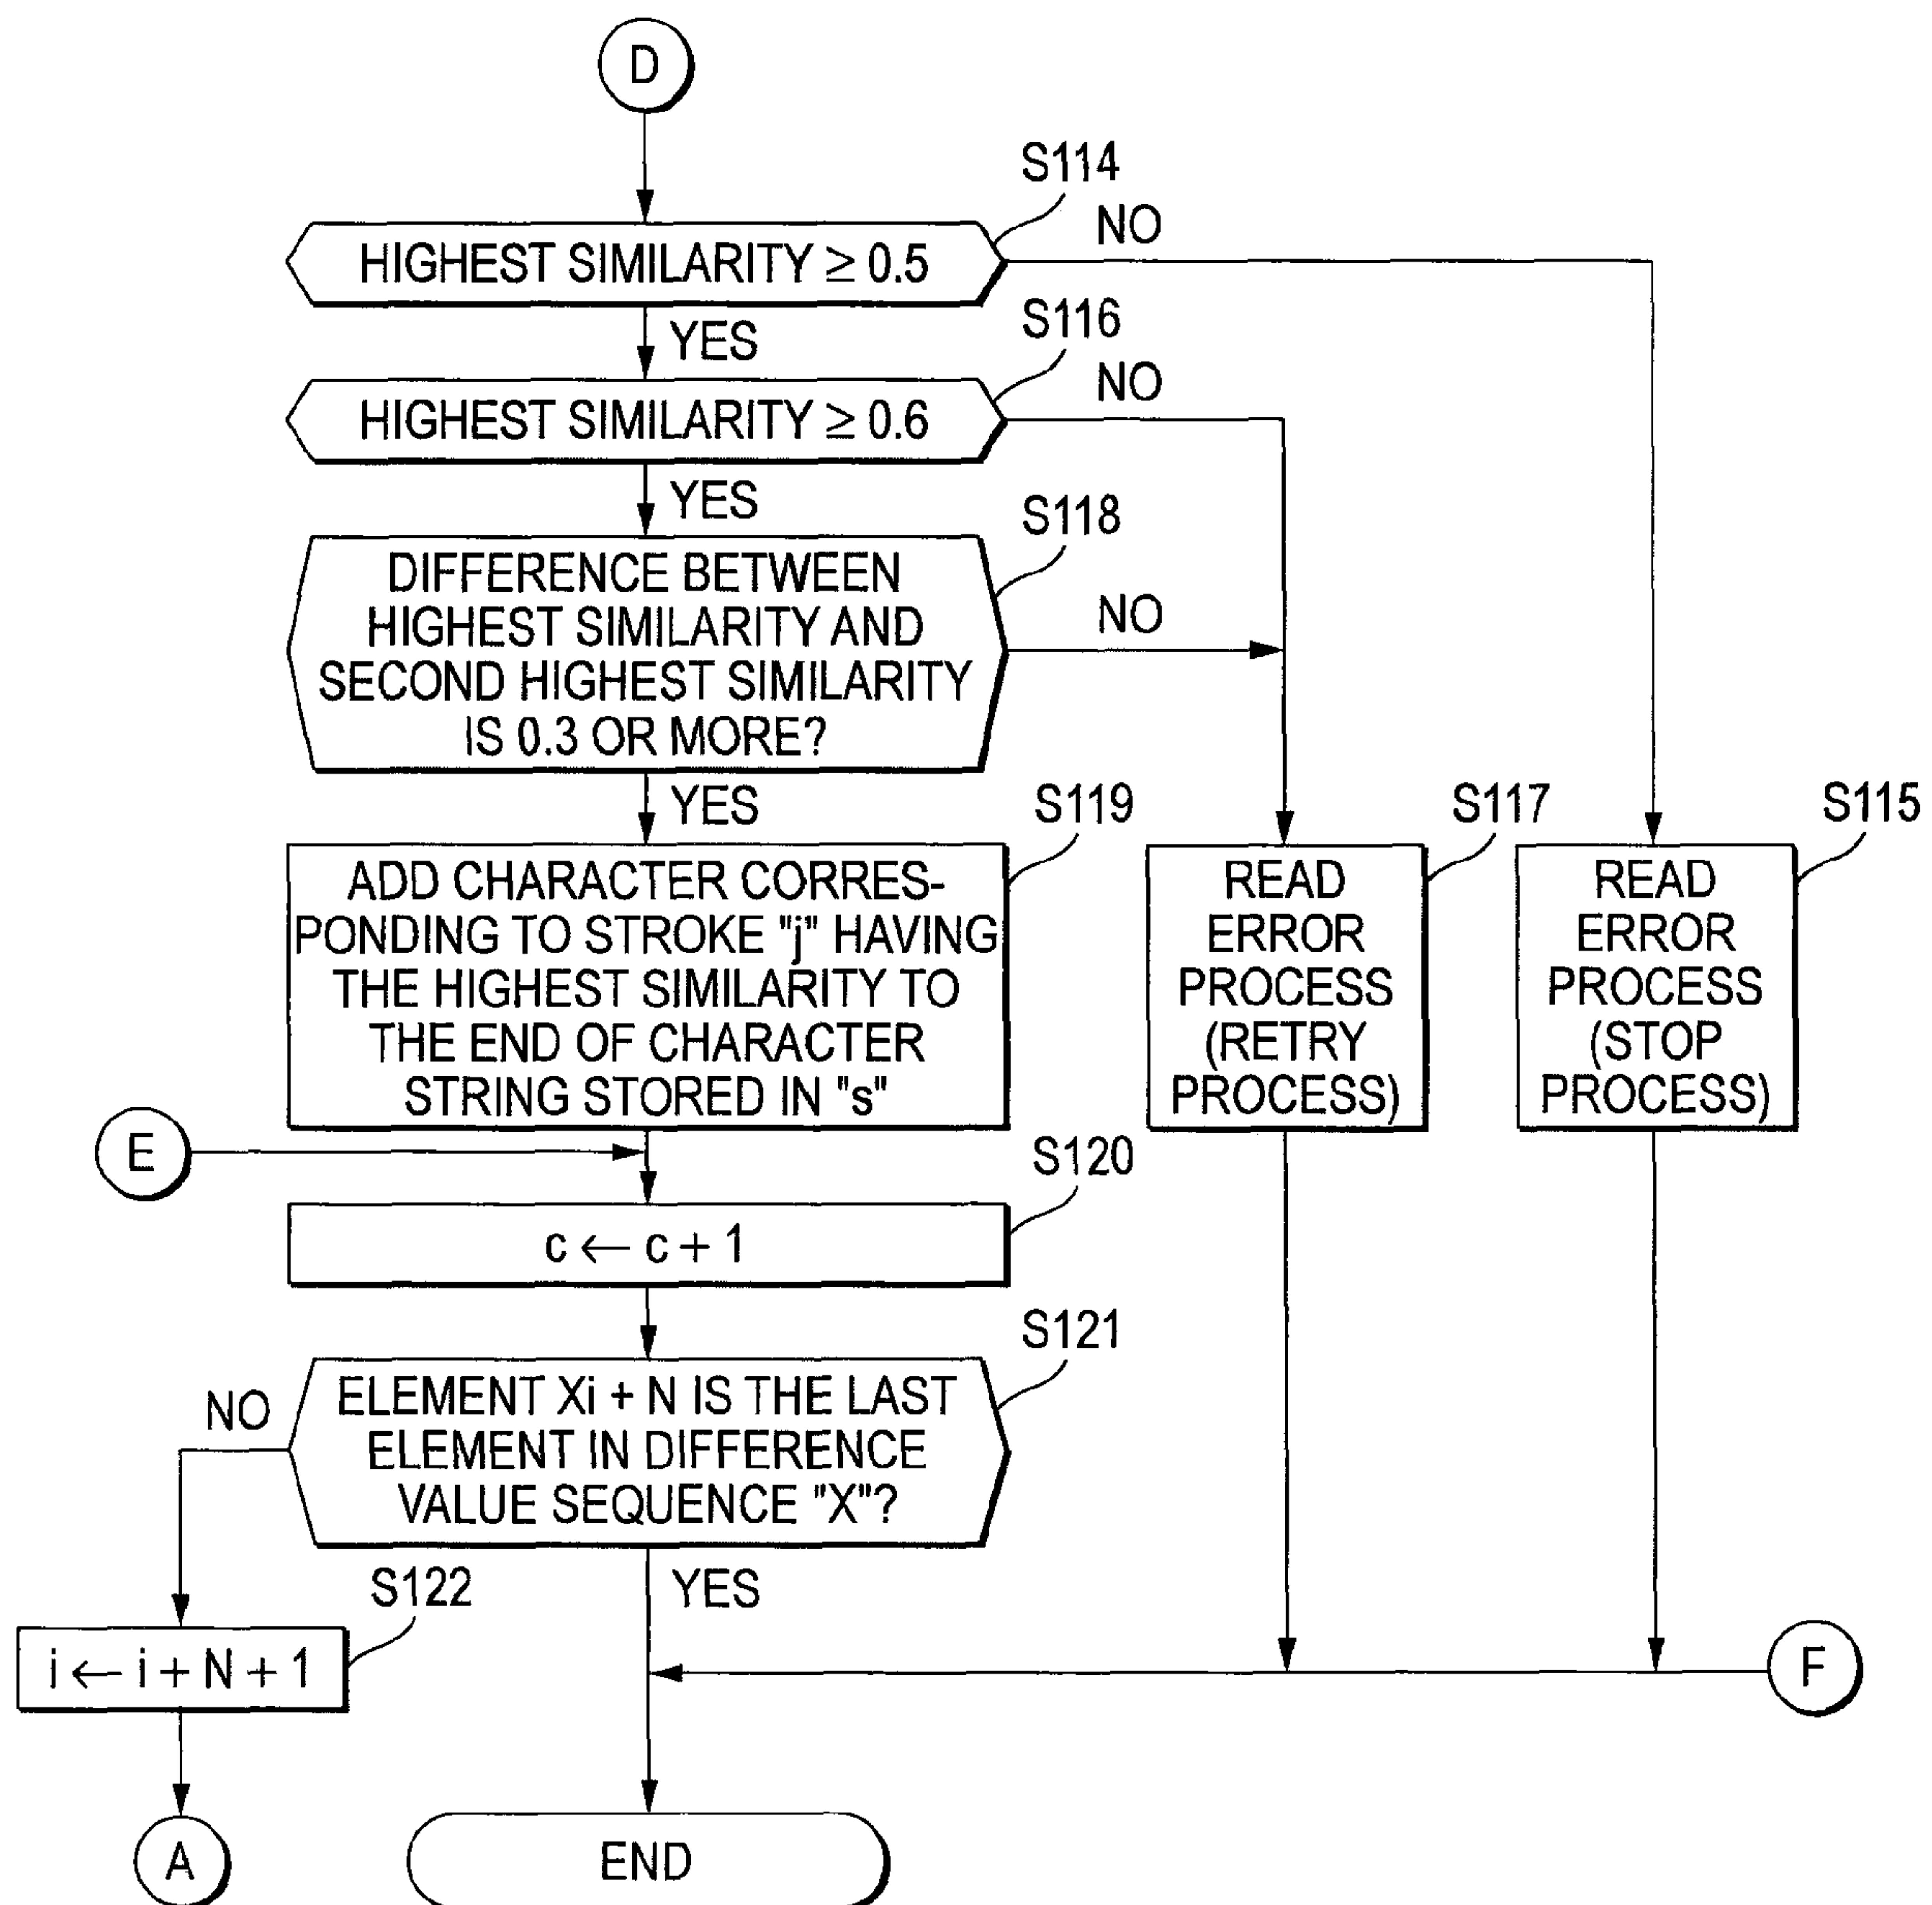 D
S114
HIGHEST SIMILARITY ≥ 0.5
NO
YES
S116
HIGHEST SIMILARITY ≥ 0.6
NO
YES
S118
DIFFERENCE BETWEEN
HIGHEST SIMILARITY AND
SECOND HIGHEST SIMILARITY
IS 0.3 OR MORE?
NO
YES
S119
ADD CHARACTER CORRES-
PONDING TO STROKE "j" HAVING
THE HIGHEST SIMILARITY TO
THE END OF CHARACTER
STRING STORED IN "s"
S117
READ
ERROR
PROCESS
(RETRY
PROCESS)
S115
READ
ERROR
PROCESS
(STOP
PROCESS)
E
S120
c ← c + 1
S121
ELEMENT Xi + N IS THE LAST
ELEMENT IN DIFFERENCE
VALUE SEQUENCE "X"?
NO
YES
S122
i ← i + N + 1
F
A
END